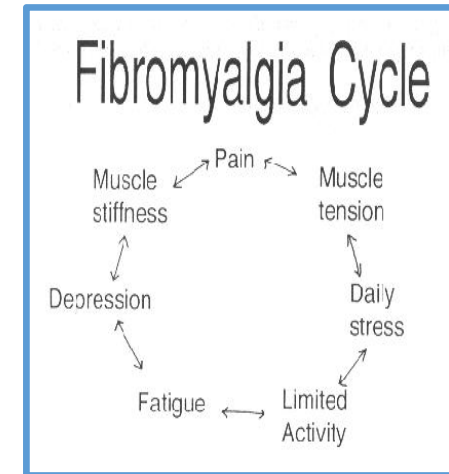 Fibromyalgia Cycle
Pain
Muscle
tension
Daily
stress
Limited
Activity
Fatigue
Depression
Muscle
stiffness